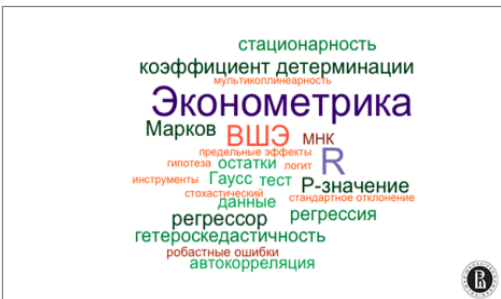 стационарность
коэффициент детерминации
мультиколлинеарность
Эконометрика
Марков ВШЭ МНК
предельные эффекты R
гипотеза остатки логит
инструменты Гаусс тест Р-значение
стохастический стандартное отклонение
данные
регрессор регрессия
гетероскедастичность
робастные ошибки
автокорреляция